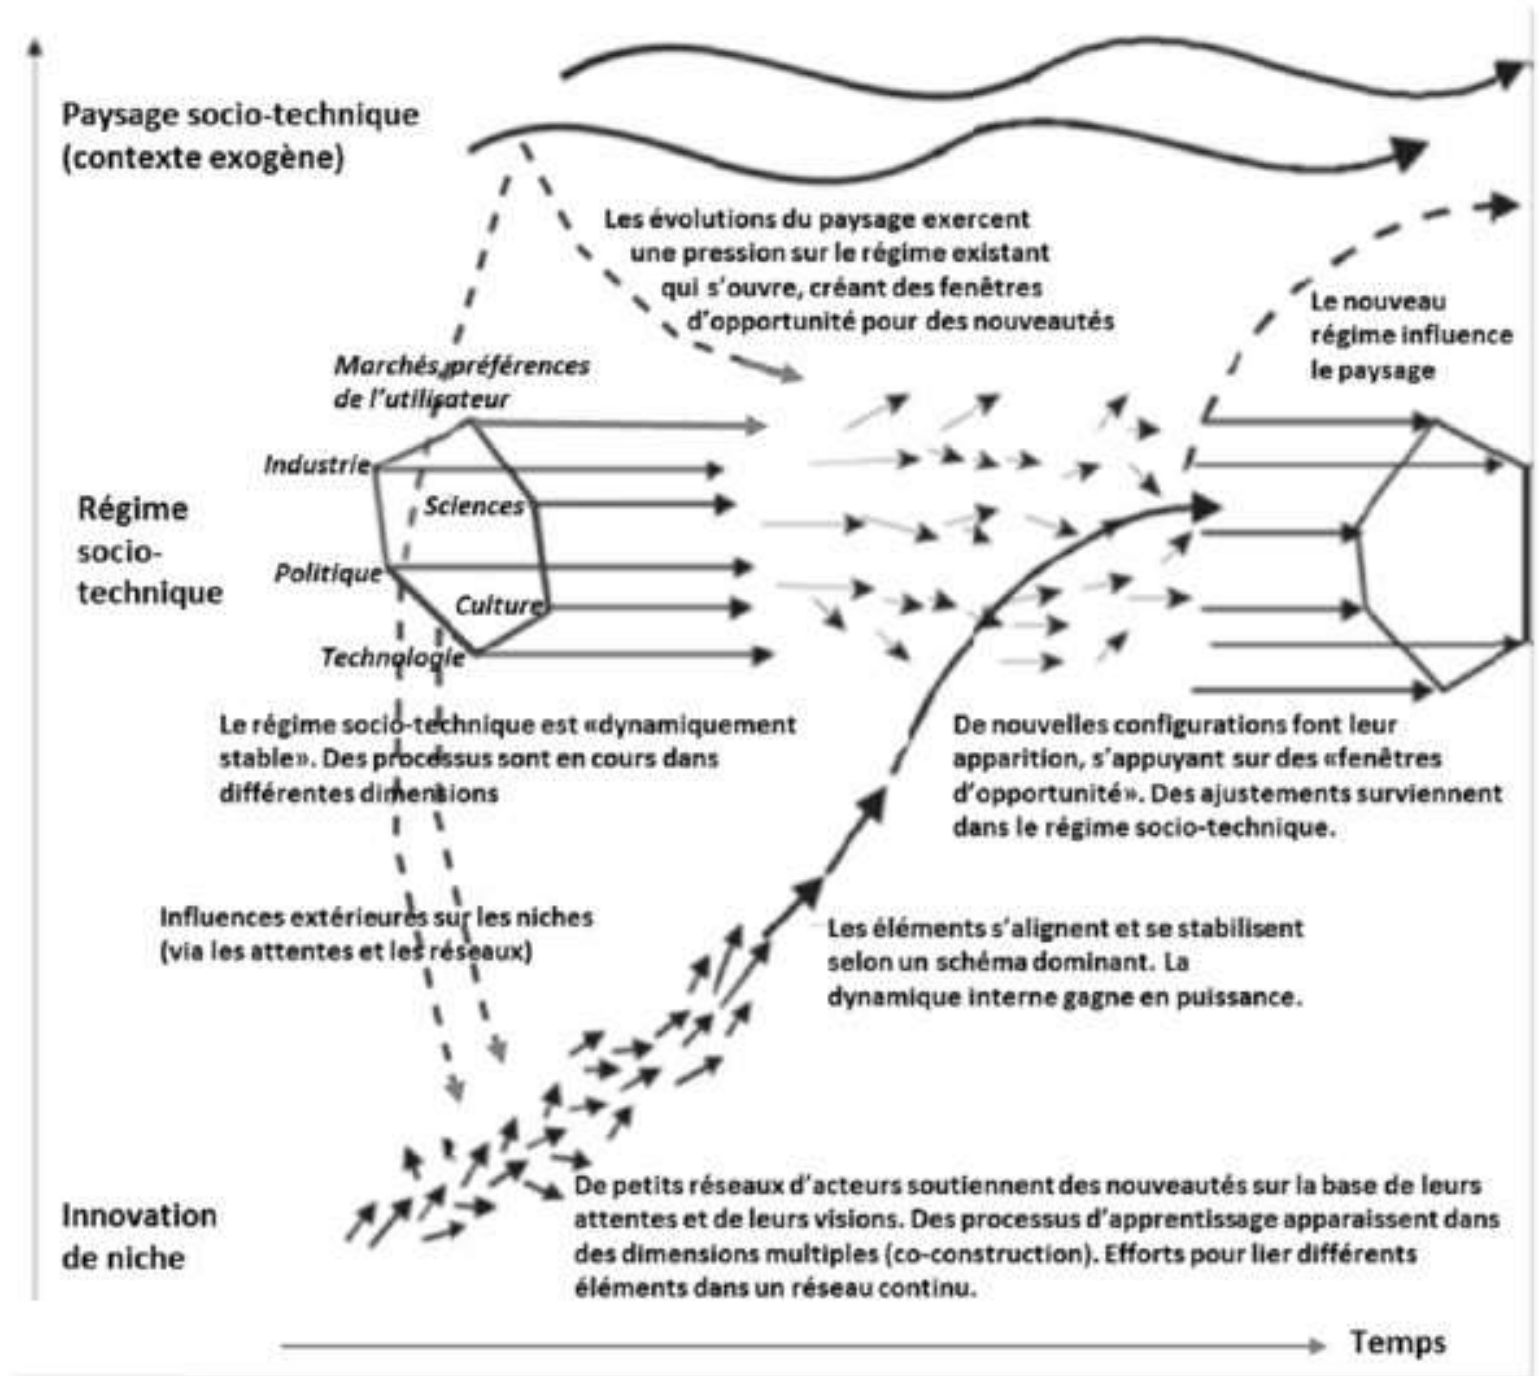 Paysage socio-technique
(contexte exogène)
Les évolutions du paysage exercent
une pression sur le régime existant
qui s'ouvre, créant des fenêtres
d'opportunité pour des nouveautés
Le nouveau
régime influence
le paysage
Marchés, préférences
de l'utilisateur
Industrie
Sciences
Régime
socio-
technique
Politique
Culture
Technologie
Le régime socio-technique est «dynamiquement
stable». Des processus sont en cours dans
différentes dimensions
De nouvelles configurations font leur
apparition, s'appuyant sur des «fenêtres
d'opportunité». Des ajustements surviennent
dans le régime socio-technique.
Influences extérieures sur les niches
(via les attentes et les réseaux)
Les éléments s'alignent et se stabilisent
selon un schéma dominant. La
dynamique interne gagne en puissance.
Innovation
de niche
De petits réseaux d'acteurs soutiennent des nouveautés sur la base de leurs
attentes et de leurs visions. Des processus d'apprentissage apparaissent dans
des dimensions multiples (co-construction). Efforts pour lier différents
éléments dans un réseau continu.
Temps